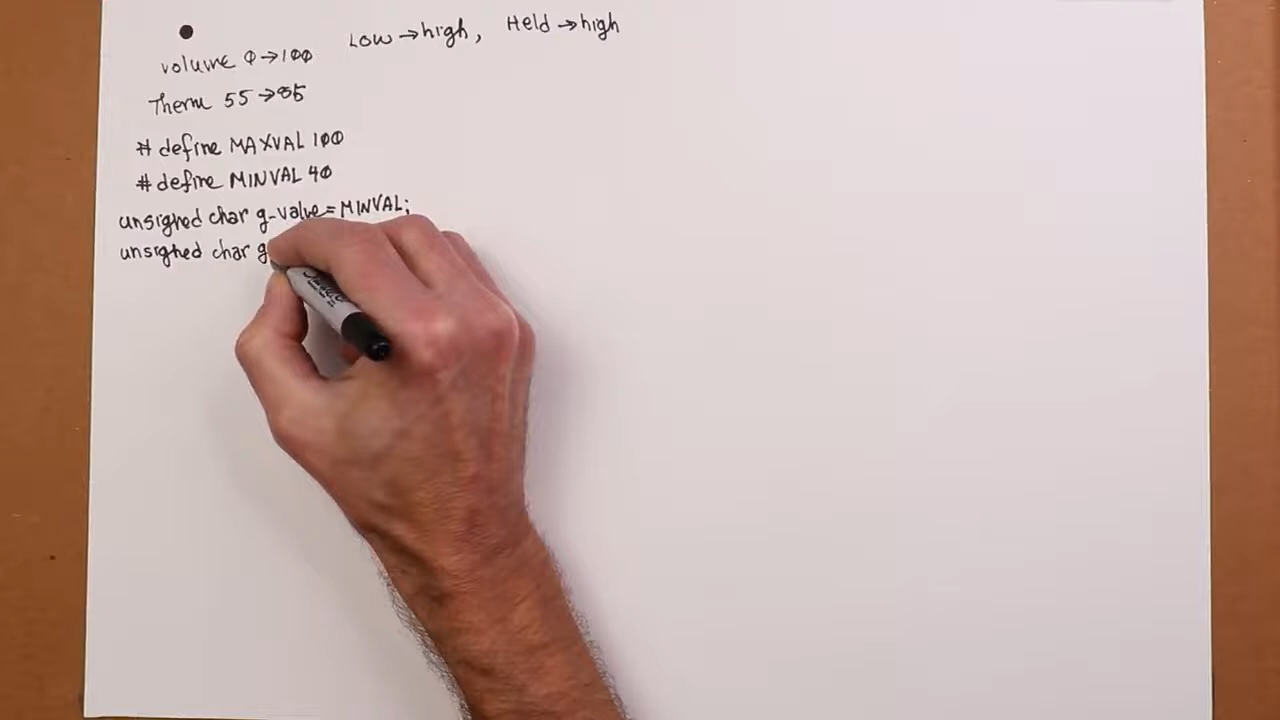 Low →high, Held →high
volume 0→100
Therm 55 →85
# define MAXVAL 100
# define MINVAL 40
unsigned char g-value = MINVAL;
unsigned char g